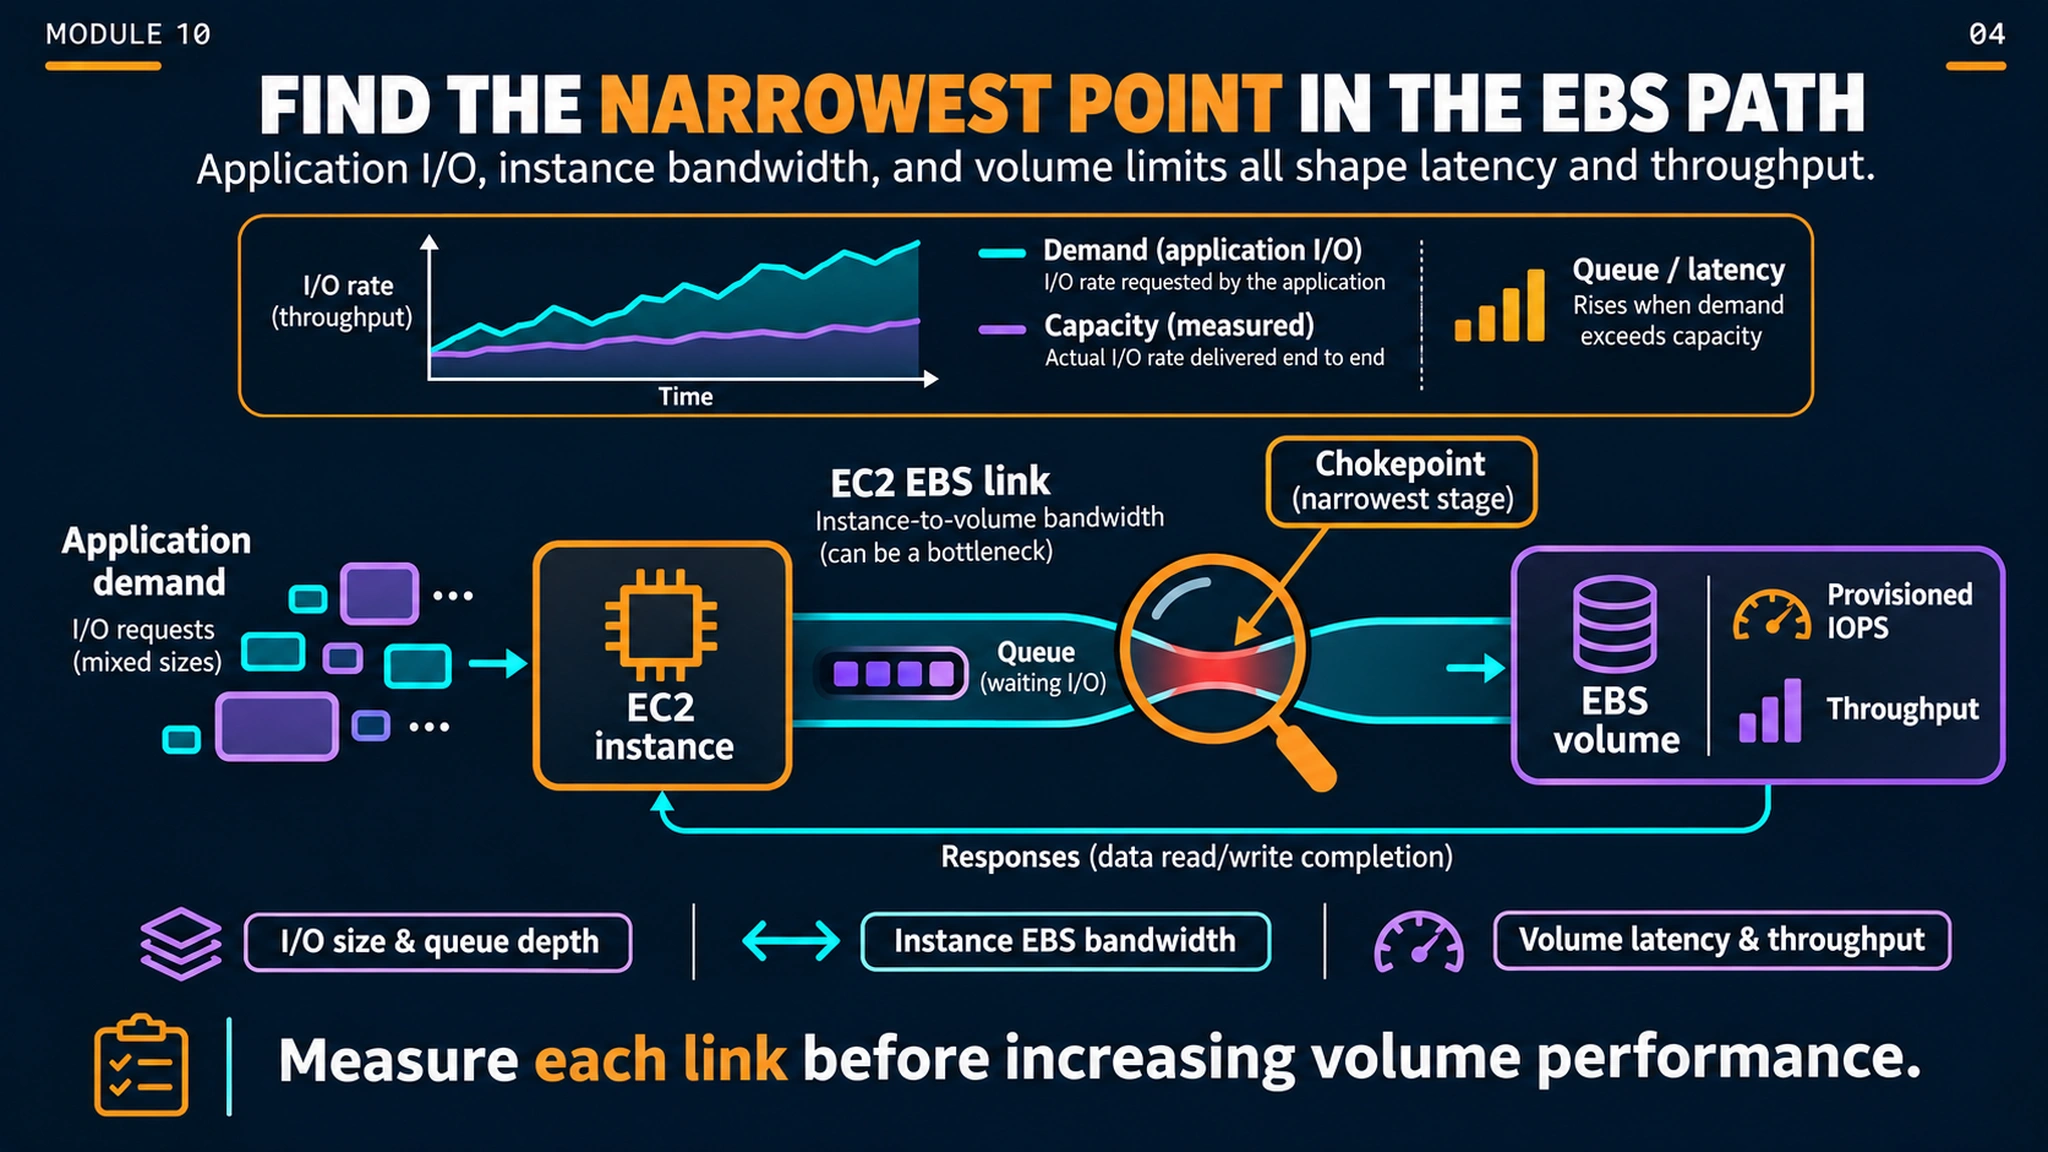 MODULE 10
04
FIND THE NARROWEST POINT IN THE EBS PATH
Application I/O, instance bandwidth, and volume limits all shape latency and throughput.
I/O rate
(throughput)
Time
Demand (application I/O)
I/O rate requested by the application
Capacity (measured)
Actual I/O rate delivered end to end
Queue / latency
Rises when demand
exceeds capacity
Application
demand
I/O requests
(mixed sizes)
EC2
instance
EC2 EBS link
Instance-to-volume bandwidth
(can be a bottleneck)
Queue
(waiting I/O)
Chokepoint
(narrowest stage)
EBS
volume
Provisioned
IOPS
Throughput
Responses (data read/write completion)
I/O size & queue depth
Instance EBS bandwidth
Volume latency & throughput
Measure each link before increasing volume performance.